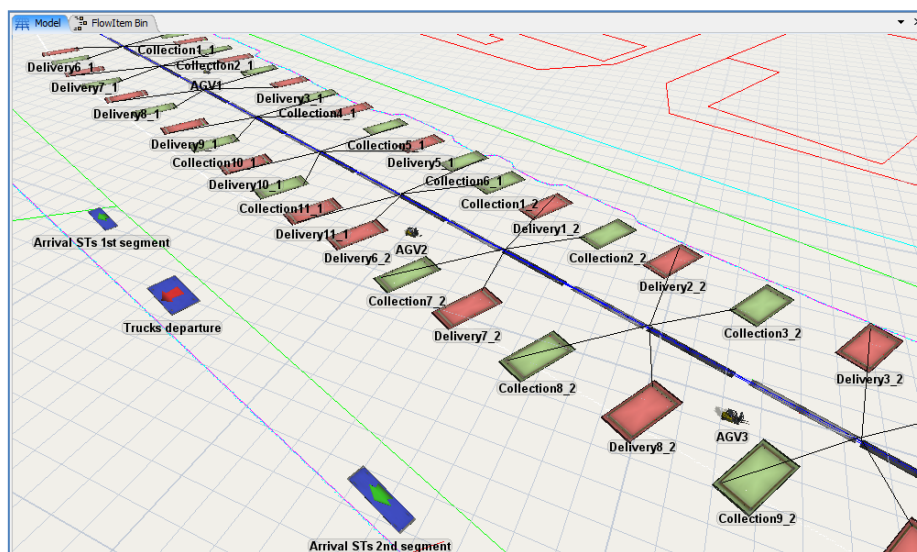 Model
FlowItem Bin
Collection1_1
Delivery6_1
Collection2_1
Delivery7_1
AGV1
Delivery3_1
Delivery8_1
Collection4_1
Delivery9_1
Collection5_1
Collection10_1
Delivery5_1
Delivery10_1
Collection6_1
Collection11_1
Collection1_2
Delivery11_1
Delivery1_2
Arrival STs 1st segment
Delivery6_2
AGV2
Collection2_2
Delivery2_2
Collection7_2
Trucks departure
Delivery7_2
Collection3_2
Delivery3_2
Collection8_2
AGV3
Delivery8_2
Collection9_2
Arrival STs 2nd segment